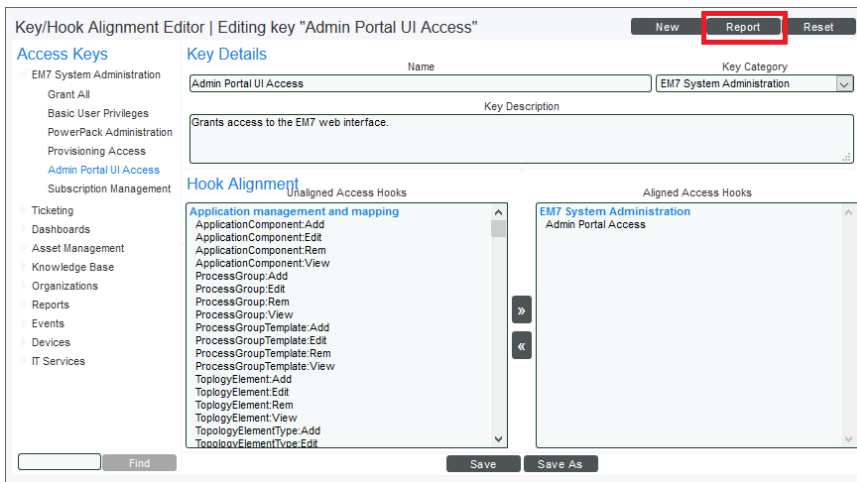 Key/Hook Alignment Editor | Editing key "Admin Portal UI Access"
New
Report
Reset
Access Keys
EM7 System Administration
Grant All
Basic User Privileges
PowerPack Administration
Provisioning Access
Admin Portal UI Access
Subscription Management
Ticketing
Dashboards
Asset Management
Knowledge Base
Organizations
Reports
Events
Devices
IT Services
Find
Key Details
Name
Key Category
Admin Portal UI Access
EM7 System Administration
Key Description
Grants access to the EM7 web interface.
Hook Alignment
Unaligned Access Hooks
Aligned Access Hooks
Application management and mapping
ApplicationComponent:Add
ApplicationComponent:Edit
ApplicationComponent:Rem
ApplicationComponent:View
ProcessGroup:Add
ProcessGroup:Edit
ProcessGroup:Rem
ProcessGroup:View
ProcessGroupTemplate:Add
ProcessGroupTemplate:Edit
ProcessGroupTemplate:Rem
ProcessGroupTemplate:View
ToplogyElement:Add
ToplogyElement:Edit
ToplogyElement:Rem
ToplogyElement:View
TopologyElementType:Add
TopologyElementType:Edit
»
«
EM7 System Administration
Admin Portal Access
Save
Save As